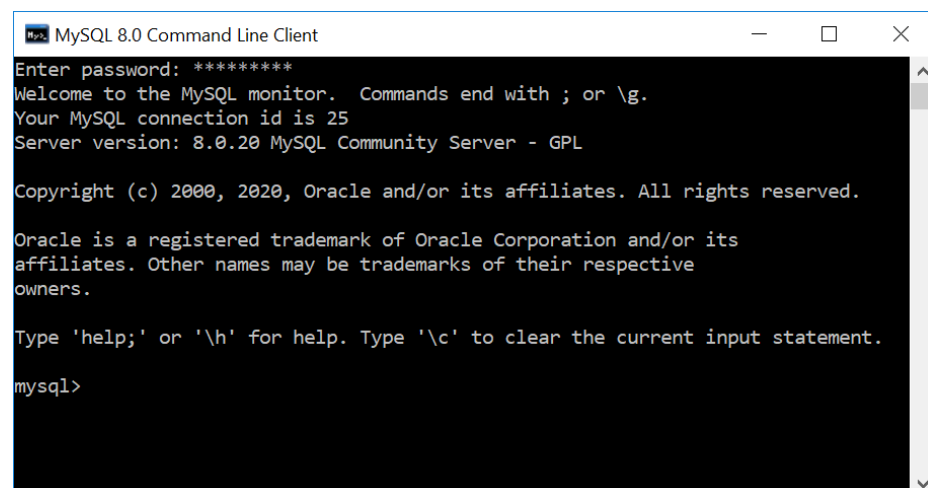 MySQL 8.0 Command Line Client
Enter password: *********
Welcome to the MySQL monitor.  Commands end with ; or \g.
Your MySQL connection id is 25
Server version: 8.0.20 MySQL Community Server - GPL
Copyright (c) 2000, 2020, Oracle and/or its affiliates. All rights reserved.
Oracle is a registered trademark of Oracle Corporation and/or its
affiliates. Other names may be trademarks of their respective
owners.
Type 'help;' or '\h' for help. Type '\c' to clear the current input statement.
mysql>